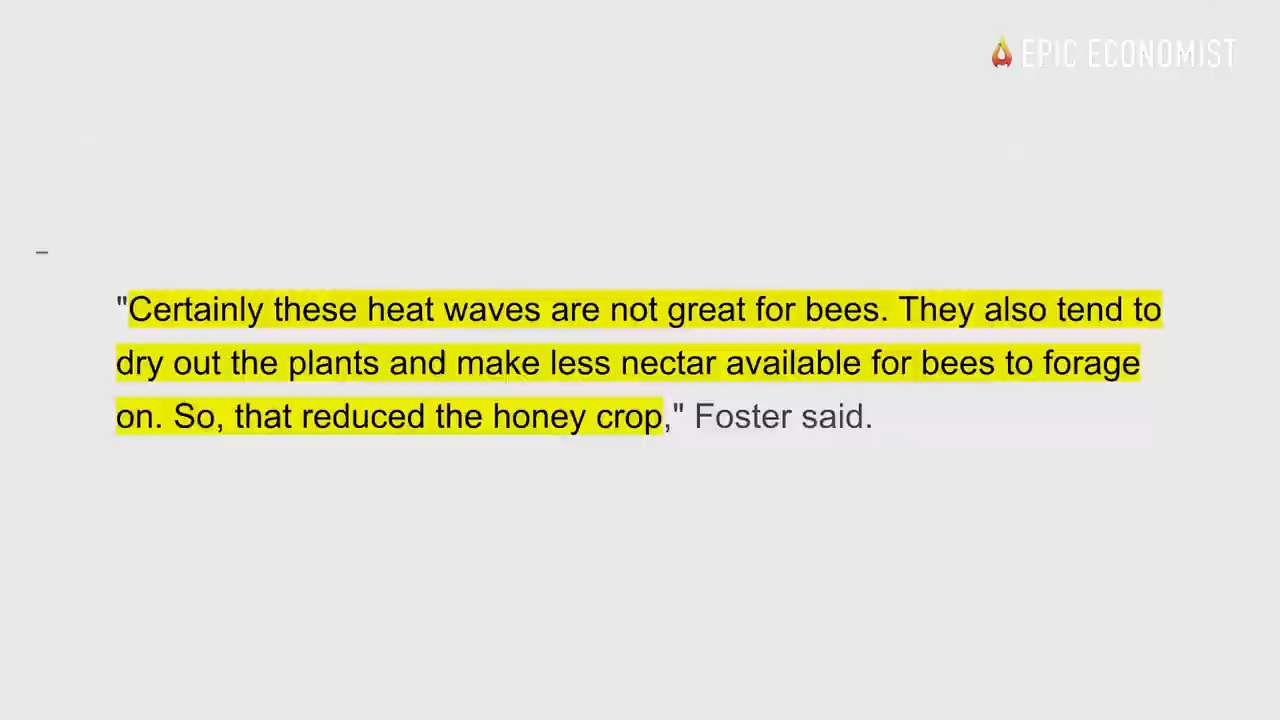 EPIC ECONOMIST
"Certainly these heat waves are not great for bees. They also tend to
dry out the plants and make less nectar available for bees to forage
on. So, that reduced the honey crop," Foster said.